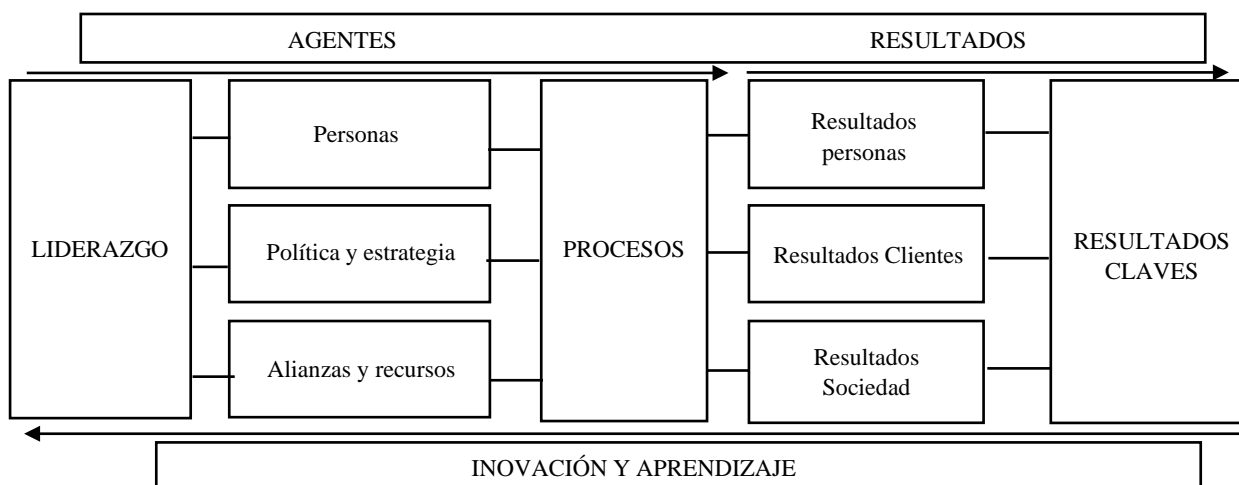 AGENTES
RESULTADOS
LIDERAZGO
Personas
Política y estrategia
Alianzas y recursos
PROCESOS
Resultados
personas
Resultados Clientes
Resultados
Sociedad
RESULTADOS
CLAVES
INOVACIÓN Y APRENDIZAJE